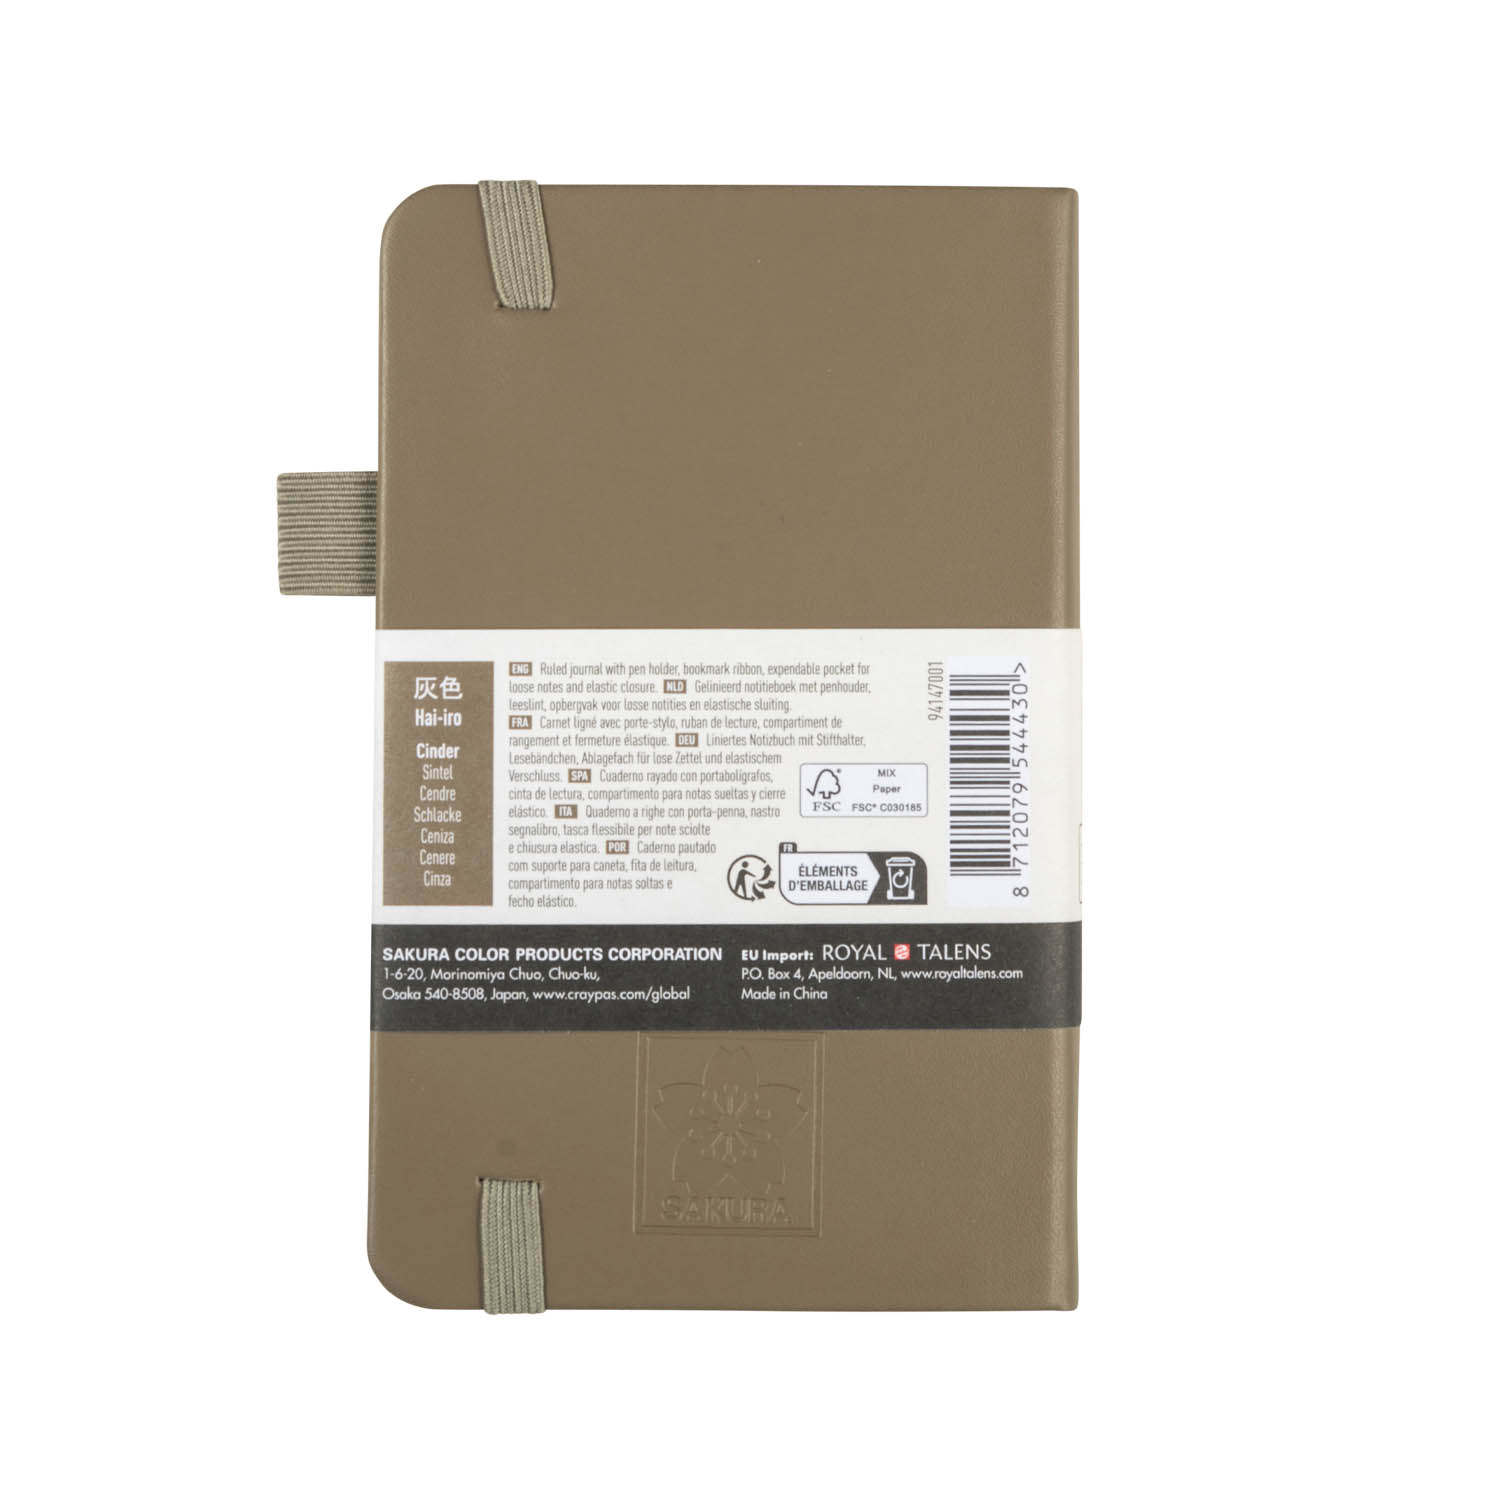 灰色
Hai-iro
Cinder
Sintel
Cendre
Schlacke
Ceniza
Cenere
Cinza
ENG Ruled journal with pen holder, bookmark ribbon, expendable pocket for
loose notes and elastic closure. NLD Gelinieerd notitieboek met penhouder,
leeslint, opbergvak voor losse notities en elastische sluiting.
FRA Carnet ligné avec porte-stylo, ruban de lecture, compartiment de
rangement et fermeture élastique. DEU Liniertes Notizbuch mit Stifthalter,
Lesebändchen, Ablagefach für lose Zettel und elastischem
Verschluss. SPA Cuaderno rayado con portabolígrafos,
cinta de lectura, compartimento para notas sueltas y cierre
elástico. ITA Quaderno a righe con porta-penna, nastro
segnalibro, tasca flessibile per note sciolte
e chiusura elastica. POR Caderno pautado
com suporte para caneta, fita de leitura,
compartimento para notas soltas e
fecho elástico.
FSC
MIX
Paper
FSC® C030185
FR
ÉLÉMENTS
D'EMBALLAGE
94147001
8 712079 544430 >
SAKURA COLOR PRODUCTS CORPORATION
1-6-20, Morinomiya Chuo, Chuo-ku,
Osaka 540-8508, Japan, www.craypas.com/global
EU Import: ROYAL TALENS
P.O. Box 4, Apeldoorn, NL, www.royaltalens.com
Made in China
SAKURA